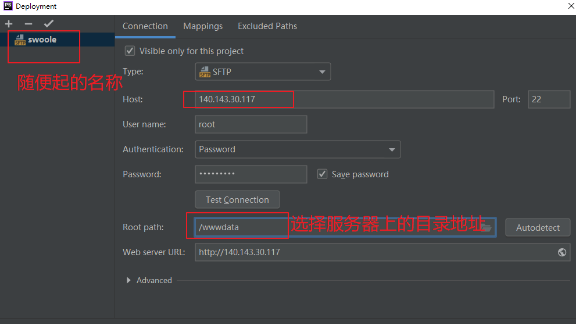 PS Deployment
Connection Mappings Excluded Paths
swoole
SFTP
随便起的名称
Visible only for this project
Type: SFTP
Host: 140.143.30.117 Port: 22
User name: root
Authentication: Password
Password: ••••••••• Save password
Test Connection
Root path: /wwwdata 选择服务器上的目录地址 Autodetect
Web server URL: http://140.143.30.117
Advanced